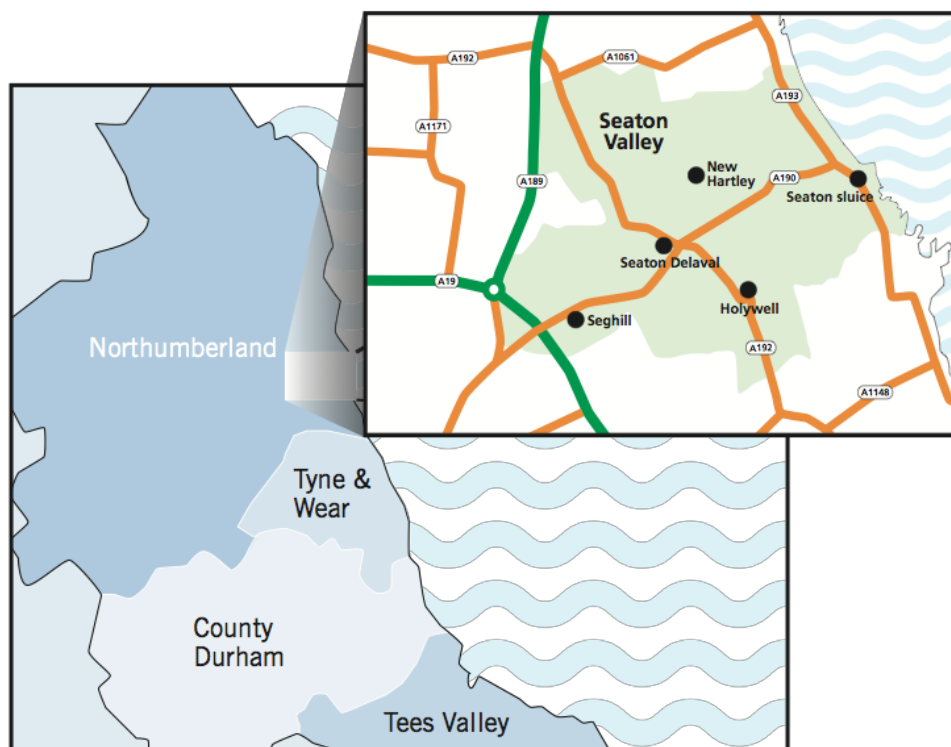 A192
A1061
A193
A1171
Seaton
Valley
New
Hartley
A190
A189
Seaton sluice
Seaton Delaval
A19
Holywell
Seghill
A192
A1148
Northumberland
Tyne &
Wear
County
Durham
Tees Valley